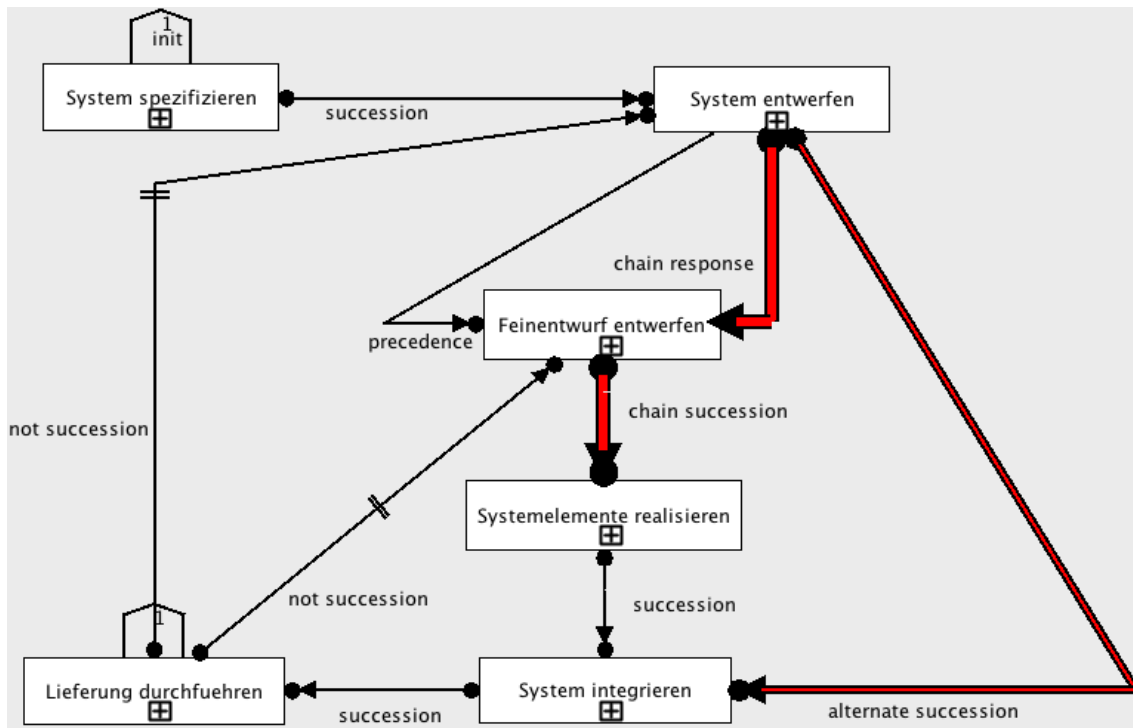 1
init
System spezifizieren
succession
System entwerfen
chain response
Feinentwurf entwerfen
precedence
chain succession
not succession
Systemelemente realisieren
not succession
succession
1
Lieferung durchfuehren
succession
System integrieren
alternate succession